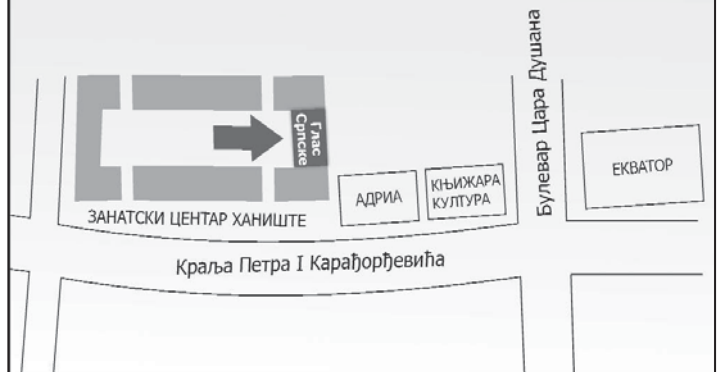 Глас
Српске
ЗАНАТСКИ ЦЕНТАР ХАНИШТЕ
АДРИА
КЊИЖАРА
КУЛТУРА
Булевар Цара Душана
ЕКВАТОР
Краља Петра I Карађорђевића